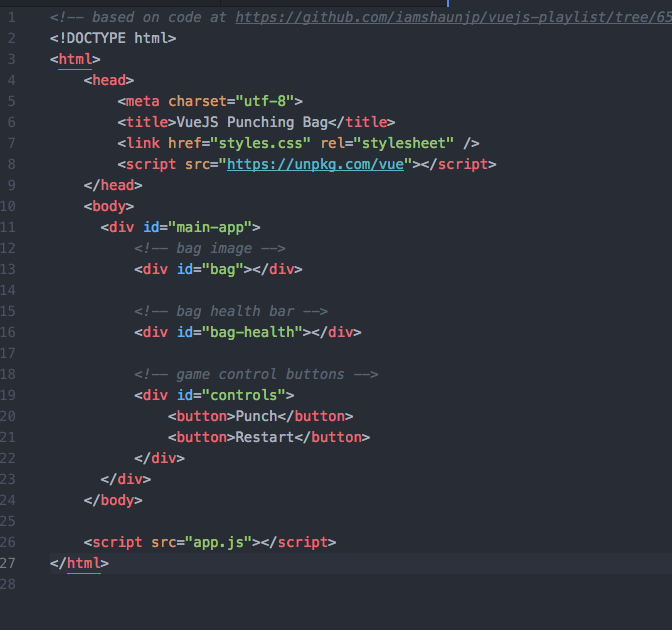 1 <!-- based on code at https://github.com/iamshaunjp/vuejs-playlist/tree/65
2 <!DOCTYPE html>
3 <html>
4 <head>
5 <meta charset="utf-8">
6 <title>VueJS Punching Bag</title>
7 <link href="styles.css" rel="stylesheet" />
8 <script src="https://unpkg.com/vue"></script>
9 </head>
10 <body>
11 <div id="main-app">
12 <!-- bag image -->
13 <div id="bag"></div>
14
15 <!-- bag health bar -->
16 <div id="bag-health"></div>
17
18 <!-- game control buttons -->
19 <div id="controls">
20 <button>Punch</button>
21 <button>Restart</button>
22 </div>
23 </div>
24 </body>
25
26 <script src="app.js"></script>
27 </html>
28